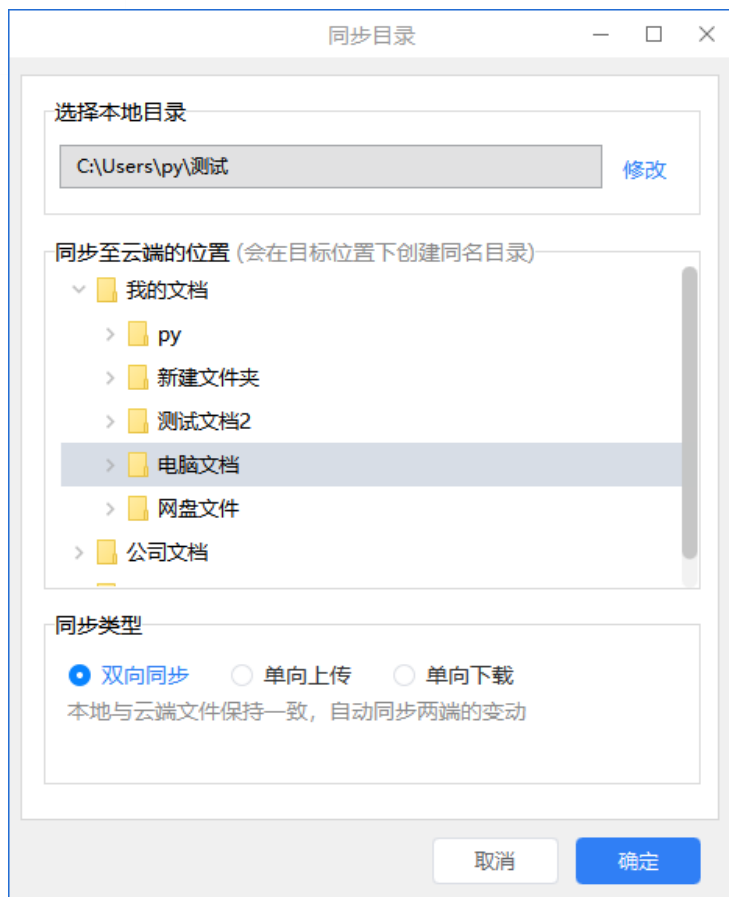 同步目录
选择本地目录
C:\Users\py\测试
修改
同步至云端的位置 (会在目标位置下创建同名目录)
我的文档
py
新建文件夹
测试文档2
电脑文档
网盘文件
公司文档
同步类型
双向同步 单向上传 单向下载
本地与云端文件保持一致，自动同步两端的变动
取消 确定